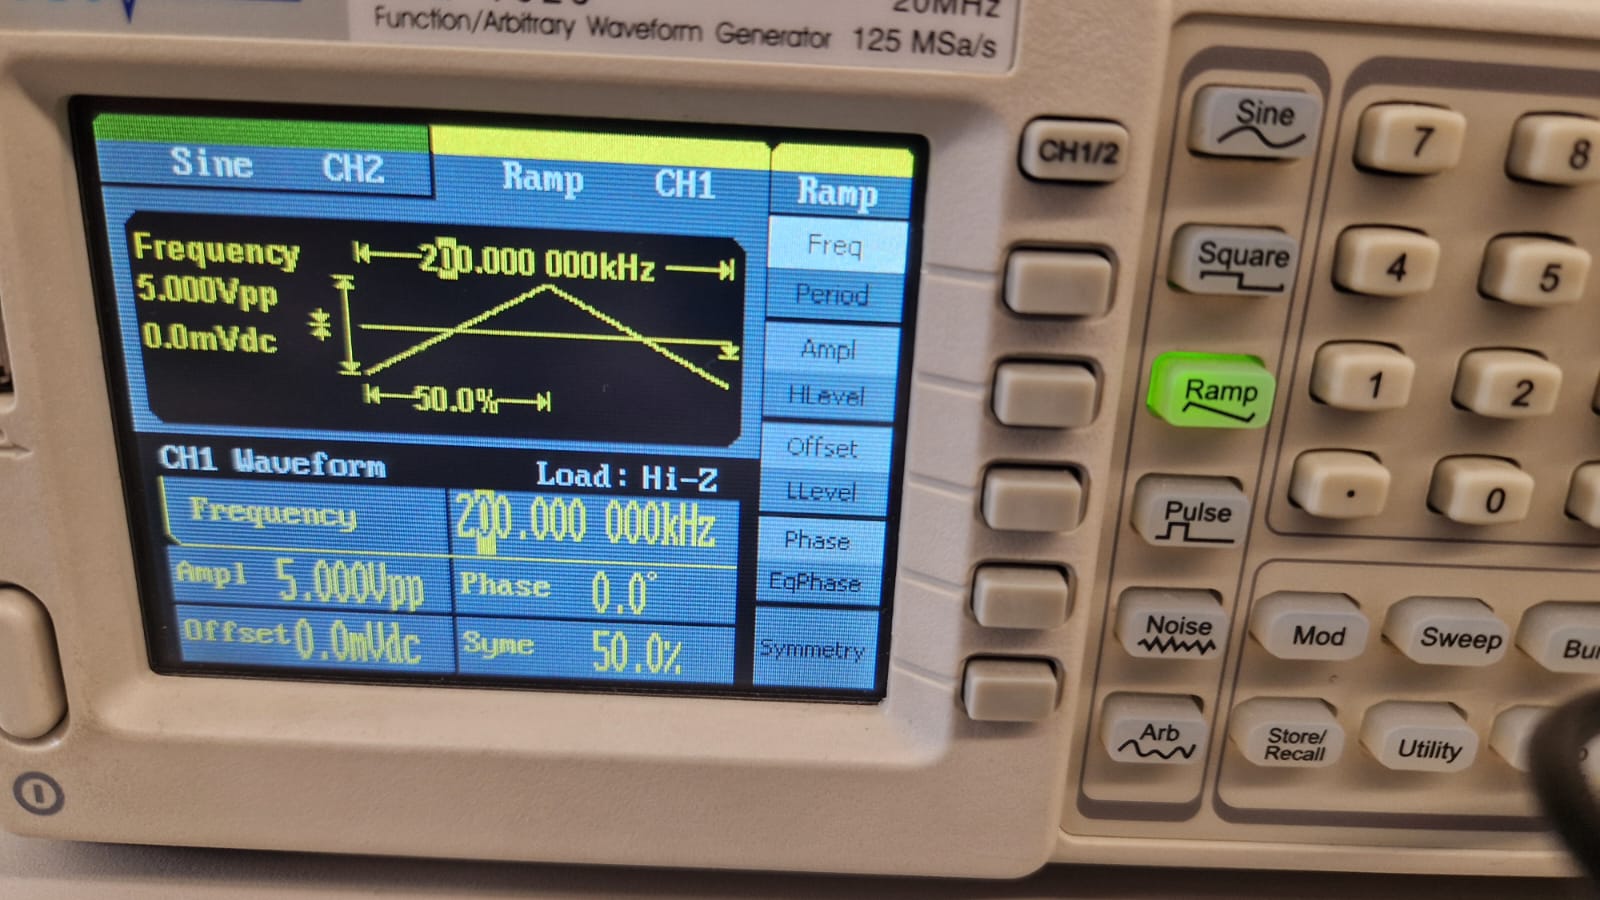 20MHz
Function/Arbitrary Waveform Generator 125 MSa/s
Sine CH2 Ramp CH1 Ramp
Frequency 200.000 000kHz
5.000Vpp
0.0mVdc
50.0%
CH1 Waveform Load: Hi-Z
Frequency 200.000 000kHz
Ampl 5.000Vpp Phase 0.0°
Offset 0.0mVdc Syme 50.0%
Freq
Period
Ampl
HLevel
Offset
LLevel
Phase
EqPhase
Symmetry
CH1/2
Sine
Square
Ramp
Pulse
Noise
Arb
7 8
4 5
1 2
. 0
Mod Sweep
Store/
Recall
Utility